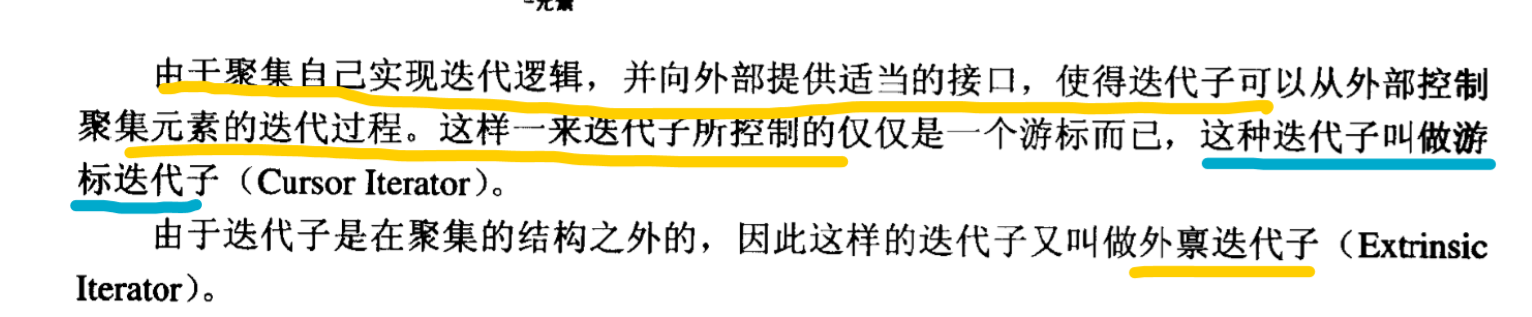 元素
由于聚集自己实现迭代逻辑，并向外部提供适当的接口，使得迭代子可以从外部控制
聚集元素的迭代过程。这样一来迭代子所控制的仅仅是一个游标而已，这种迭代子叫做游
标迭代子（Cursor Iterator）。
由于迭代子是在聚集的结构之外的，因此这样的迭代子又叫做外禀迭代子（Extrinsic
Iterator）。